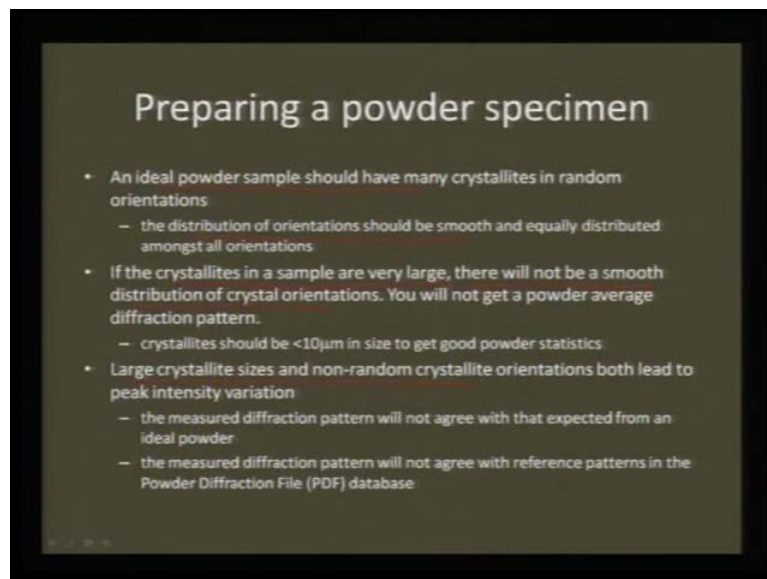 Preparing a powder specimen
• An ideal powder sample should have many crystallites in random
orientations
– the distribution of orientations should be smooth and equally distributed
amongst all orientations
• If the crystallites in a sample are very large, there will not be a smooth
distribution of crystal orientations. You will not get a powder average
diffraction pattern.
– crystallites should be <10μm in size to get good powder statistics
• Large crystallite sizes and non-random crystallite orientations both lead to
peak intensity variation
– the measured diffraction pattern will not agree with that expected from an
ideal powder
– the measured diffraction pattern will not agree with reference patterns in the
Powder Diffraction File (PDF) database